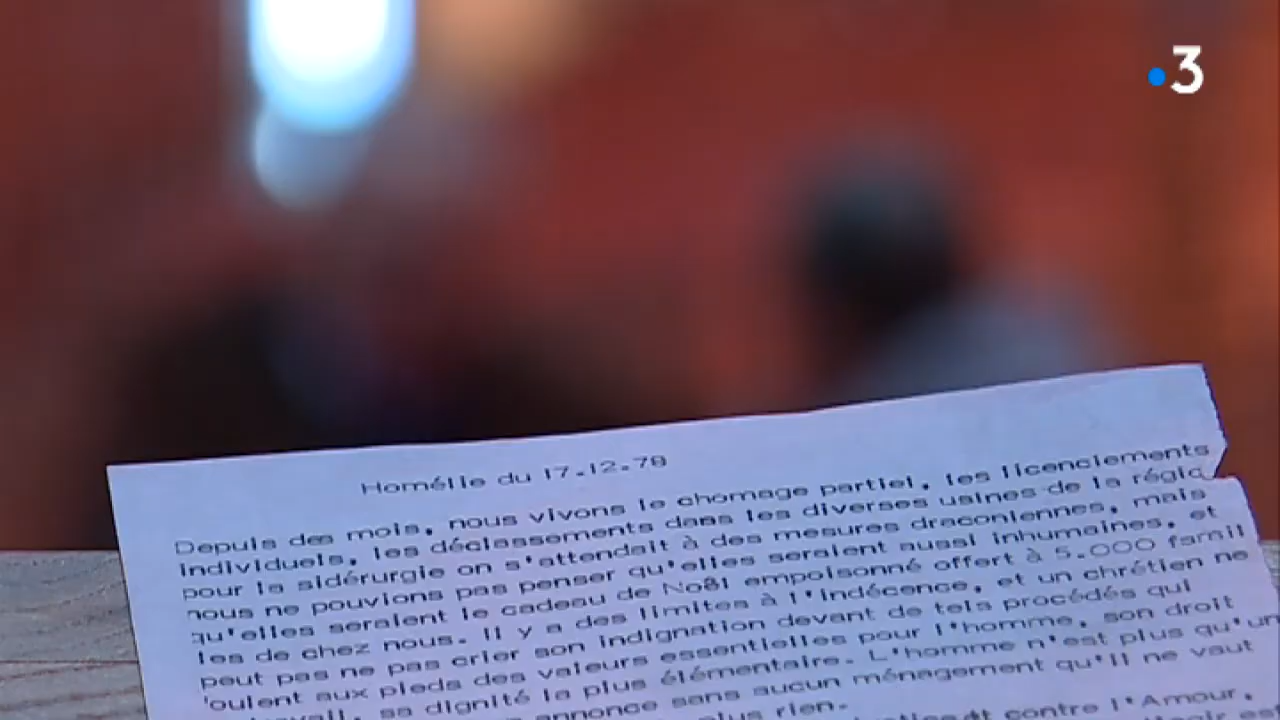 3
Homélie du 17-12-78
Depuis des mois, nous vivons le chomage partiel, les licenciements
individuels, les déclassements dans les diverses usines de la régio
pour la sidérurgie on s'attendait à des mesures draconiennes, mais
nous ne pouvions pas penser qu'elles seraient aussi inhumaines, et
qu'elles seraient le cadeau de Noël empoisonné offert à 5.000 famil
les de chez nous. Il y a des limites à l'indécence, et un chrétien ne
peut pas ne pas crier son indignation devant de tels procédés qui
oulent aux pieds des valeurs essentielles pour l'homme, son droit
travail, sa dignité la plus élémentaire. L'homme n'est plus qu'un
annonce sans aucun ménagement qu'il ne vaut
plus rien.
contre l'Amour,